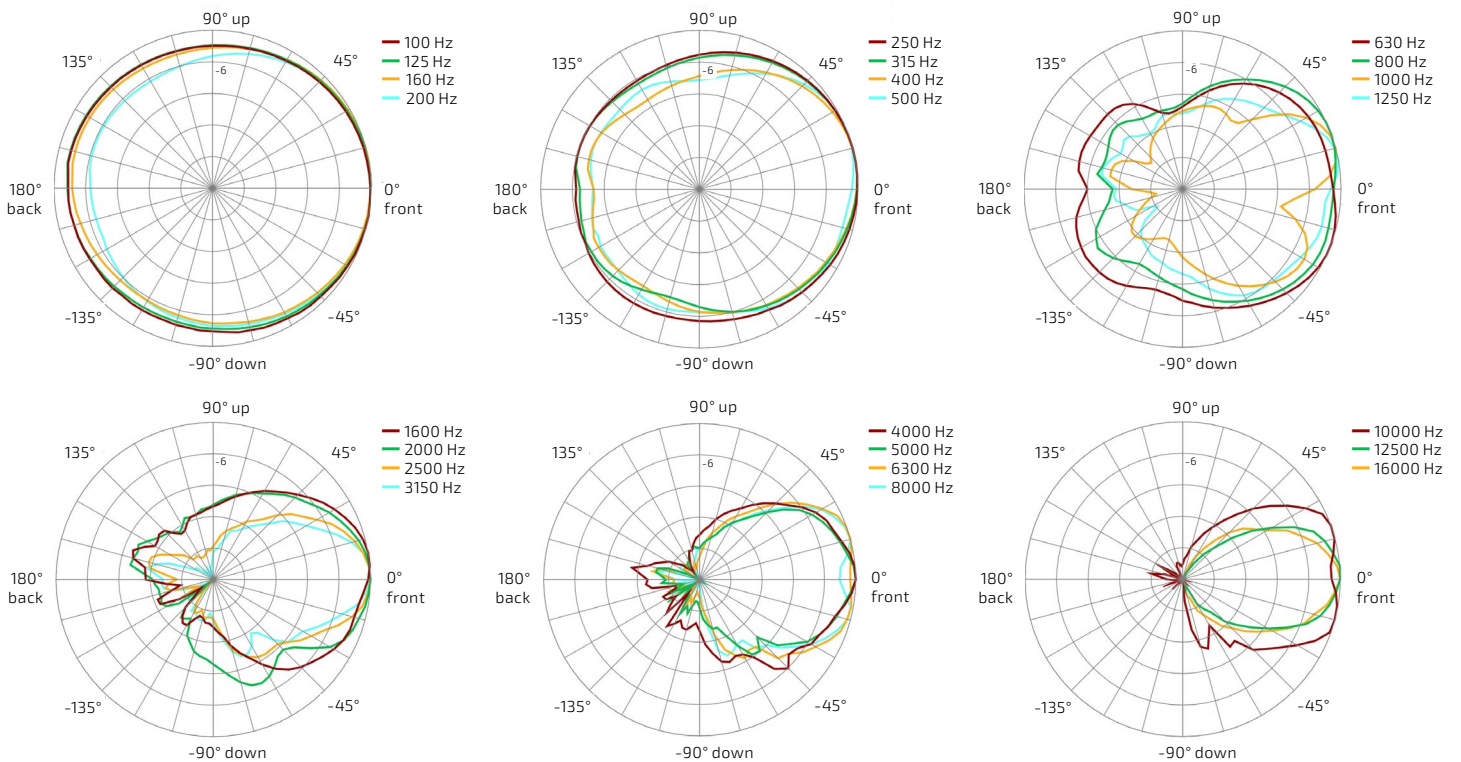 90° up
135°
45°
-6
180°
back
0°
front
-135°
-45°
-90° down
100 Hz
125 Hz
160 Hz
200 Hz
90° up
135°
45°
-6
180°
back
0°
front
-135°
-45°
-90° down
250 Hz
315 Hz
400 Hz
500 Hz
90° up
135°
45°
-6
180°
back
0°
front
-135°
-45°
-90° down
630 Hz
800 Hz
1000 Hz
1250 Hz
90° up
135°
45°
-6
180°
back
0°
front
-135°
-45°
-90° down
1600 Hz
2000 Hz
2500 Hz
3150 Hz
90° up
135°
45°
-6
180°
back
0°
front
-135°
-45°
-90° down
4000 Hz
5000 Hz
6300 Hz
8000 Hz
90° up
135°
45°
-6
180°
back
0°
front
-135°
-45°
-90° down
10000 Hz
12500 Hz
16000 Hz